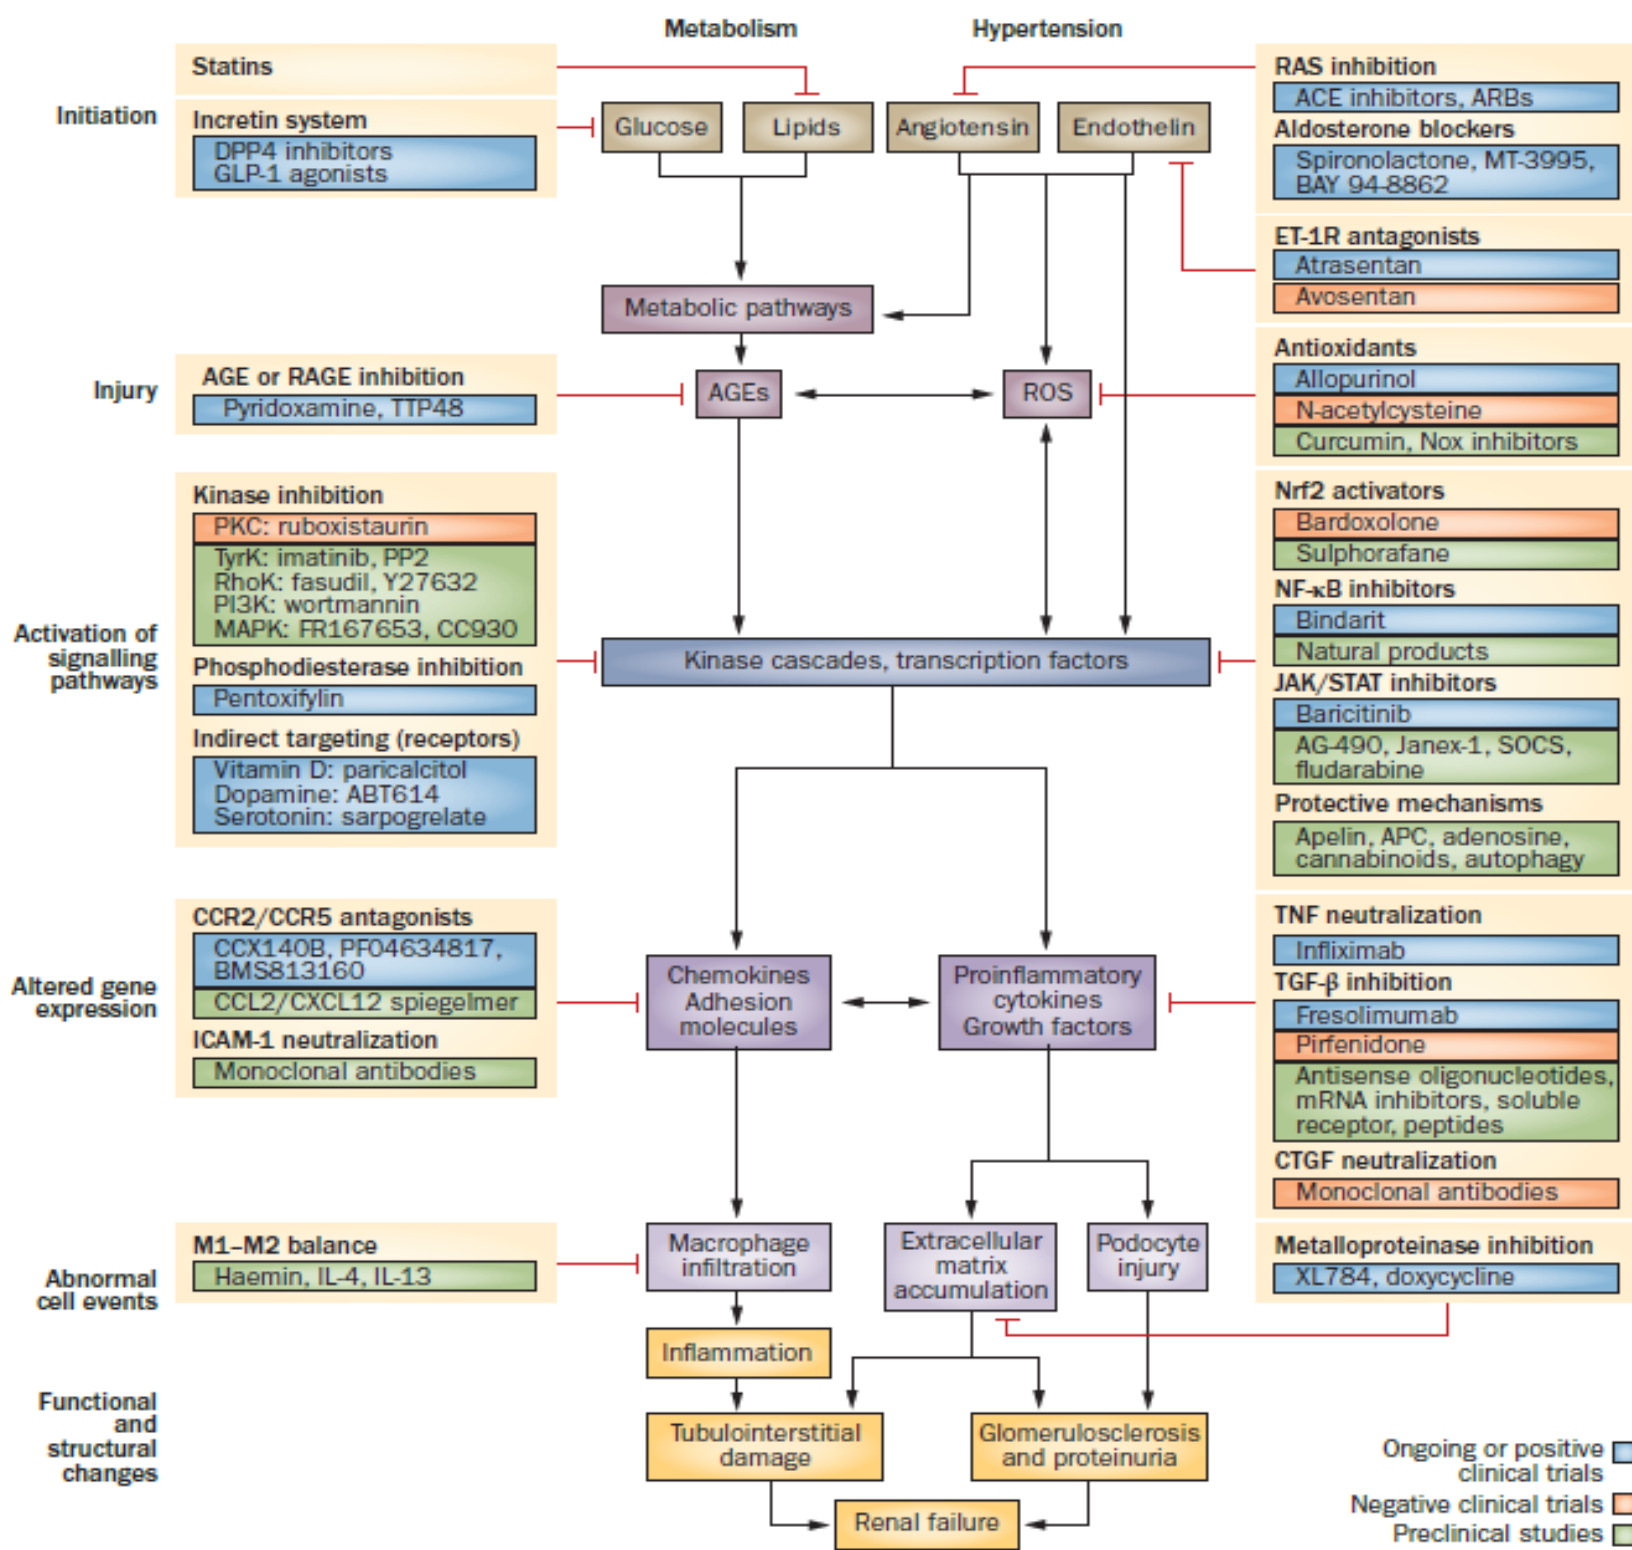 Metabolism
Hypertension
Initiation
Statins
Incretin system
DPP4 inhibitors
GLP-1 agonists
Glucose
Lipids
Angiotensin
Endothelin
RAS inhibition
ACE inhibitors, ARBs
Aldosterone blockers
Spironolactone, MT-3995,
BAY 94-8862
ET-1R antagonists
Atrasentan
Avosentan
Metabolic pathways
Injury
AGE or RAGE inhibition
Pyridoxamine, TTP48
AGEs
ROS
Antioxidants
Allopurinol
N-acetylcysteine
Curcumin, Nox inhibitors
Activation of
signalling
pathways
Kinase inhibition
PKC: ruboxistaurin
TyrK: imatinib, PP2
RhoK: fasudil, Y27632
PI3K: wortmannin
MAPK: FR167653, CC930
Phosphodiesterase inhibition
Pentoxifylin
Indirect targeting (receptors)
Vitamin D: paricalcitol
Dopamine: ABT614
Serotonin: sarpogrelate
Kinase cascades, transcription factors
Nrf2 activators
Bardoxolone
Sulphorafane
NF-κB inhibitors
Bindarit
Natural products
JAK/STAT inhibitors
Baricitinib
AG-490, Janex-1, SOCS,
fludarabine
Protective mechanisms
Apelin, APC, adenosine,
cannabinoids, autophagy
Altered gene
expression
CCR2/CCR5 antagonists
CCX140B, PF04634817,
BMS813160
CCL2/CXCL12 spiegelmer
ICAM-1 neutralization
Monoclonal antibodies
Chemokines
Adhesion
molecules
Proinflammatory
cytokines
Growth factors
TNF neutralization
Infliximab
TGF-β inhibition
Fresolimumab
Pirfenidone
Antisense oligonucleotides,
mRNA inhibitors, soluble
receptor, peptides
CTGF neutralization
Monoclonal antibodies
Abnormal
cell events
M1–M2 balance
Haemin, IL-4, IL-13
Macrophage
infiltration
Extracellular
matrix
accumulation
Podocyte
injury
Metalloproteinase inhibition
XL784, doxycycline
Functional
and
structural
changes
Inflammation
Tubulointerstitial
damage
Glomerulosclerosis
and proteinuria
Renal failure
Ongoing or positive
clinical trials
Negative clinical trials
Preclinical studies